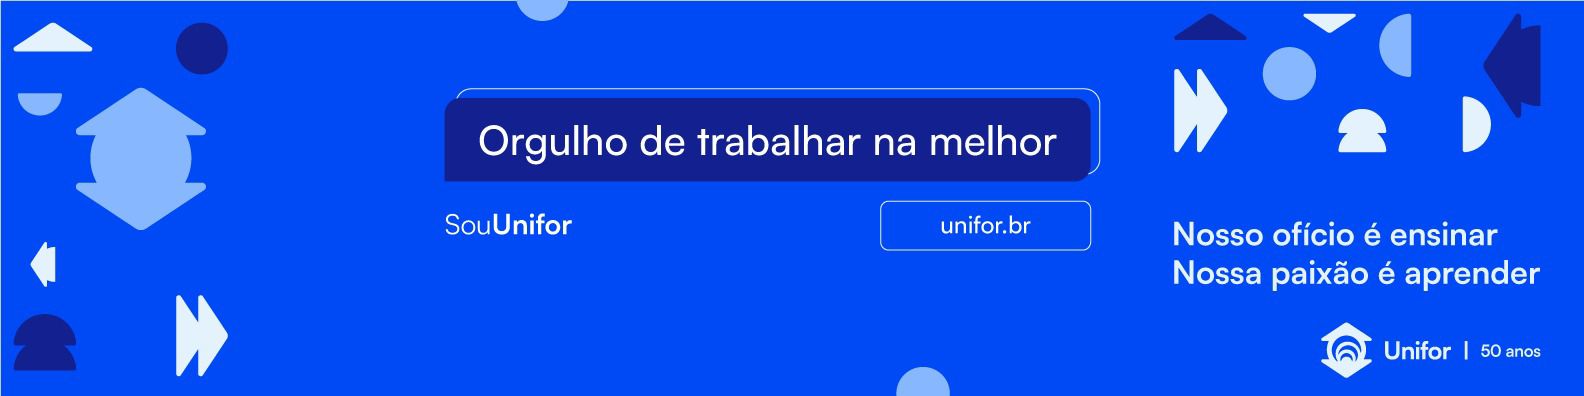 Orgulho de trabalhar na melhor
SouUnifor
unifor.br
Nosso ofício é ensinar
Nossa paixão é aprender
Unifor | 50 anos